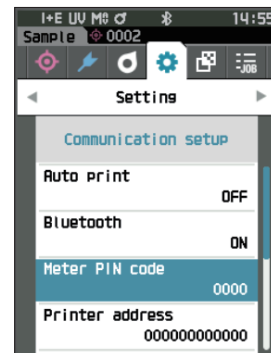 I+E UV M0 14:55
Sample 0002
-JOB
Setting
Communication setup
Auto print
OFF
Bluetooth
ON
Meter PIN code
0000
Printer address
000000000000